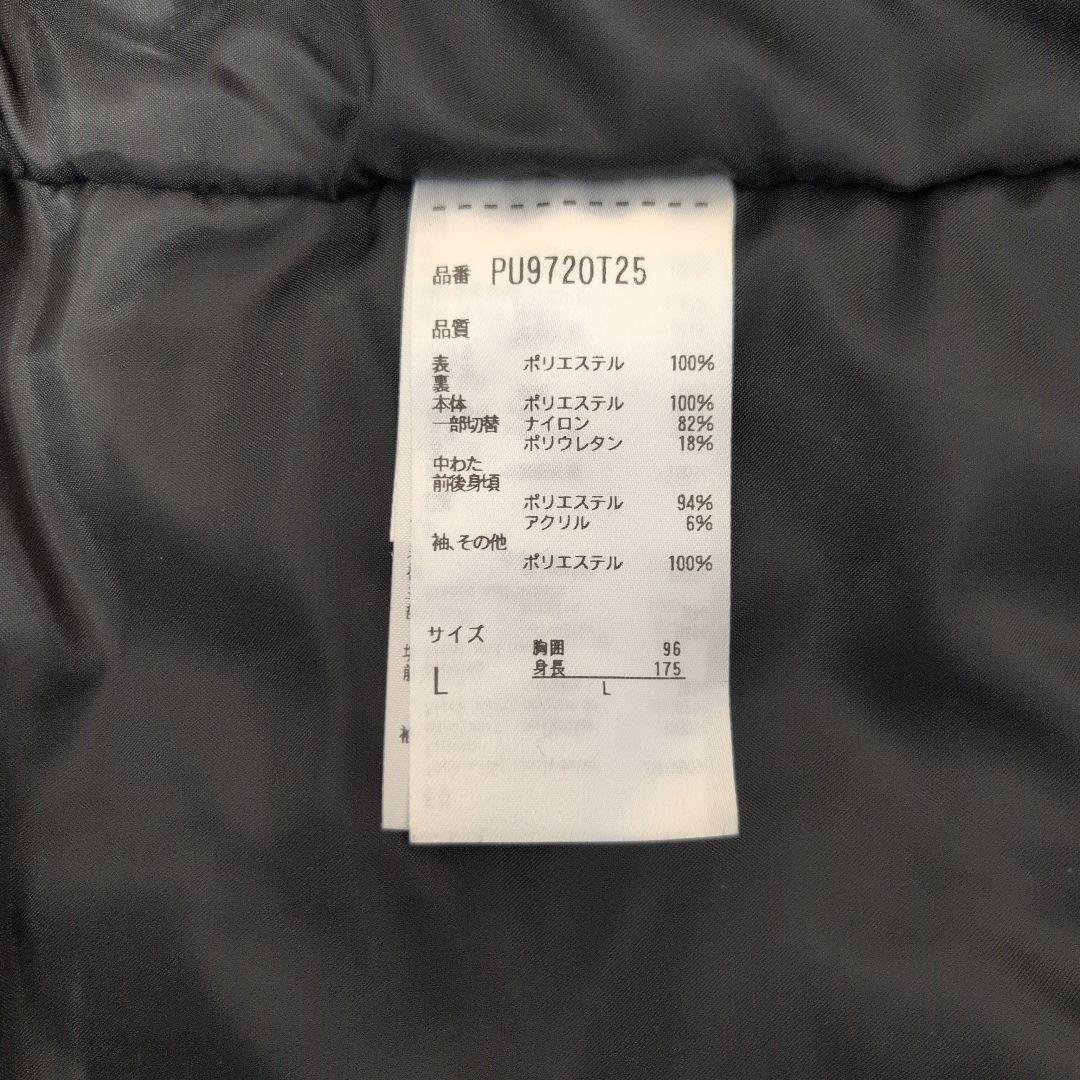 品番 PU9720T25
品質
表 ポリエステル 100%
裏
本体 ポリエステル 100%
一部切替 ナイロン 82%
ポリウレタン 18%
中わた
前後身頃
ポリエステル 94%
アクリル 6%
袖、その他
ポリエステル 100%
サイズ
L
胸囲 96
身長 175
L